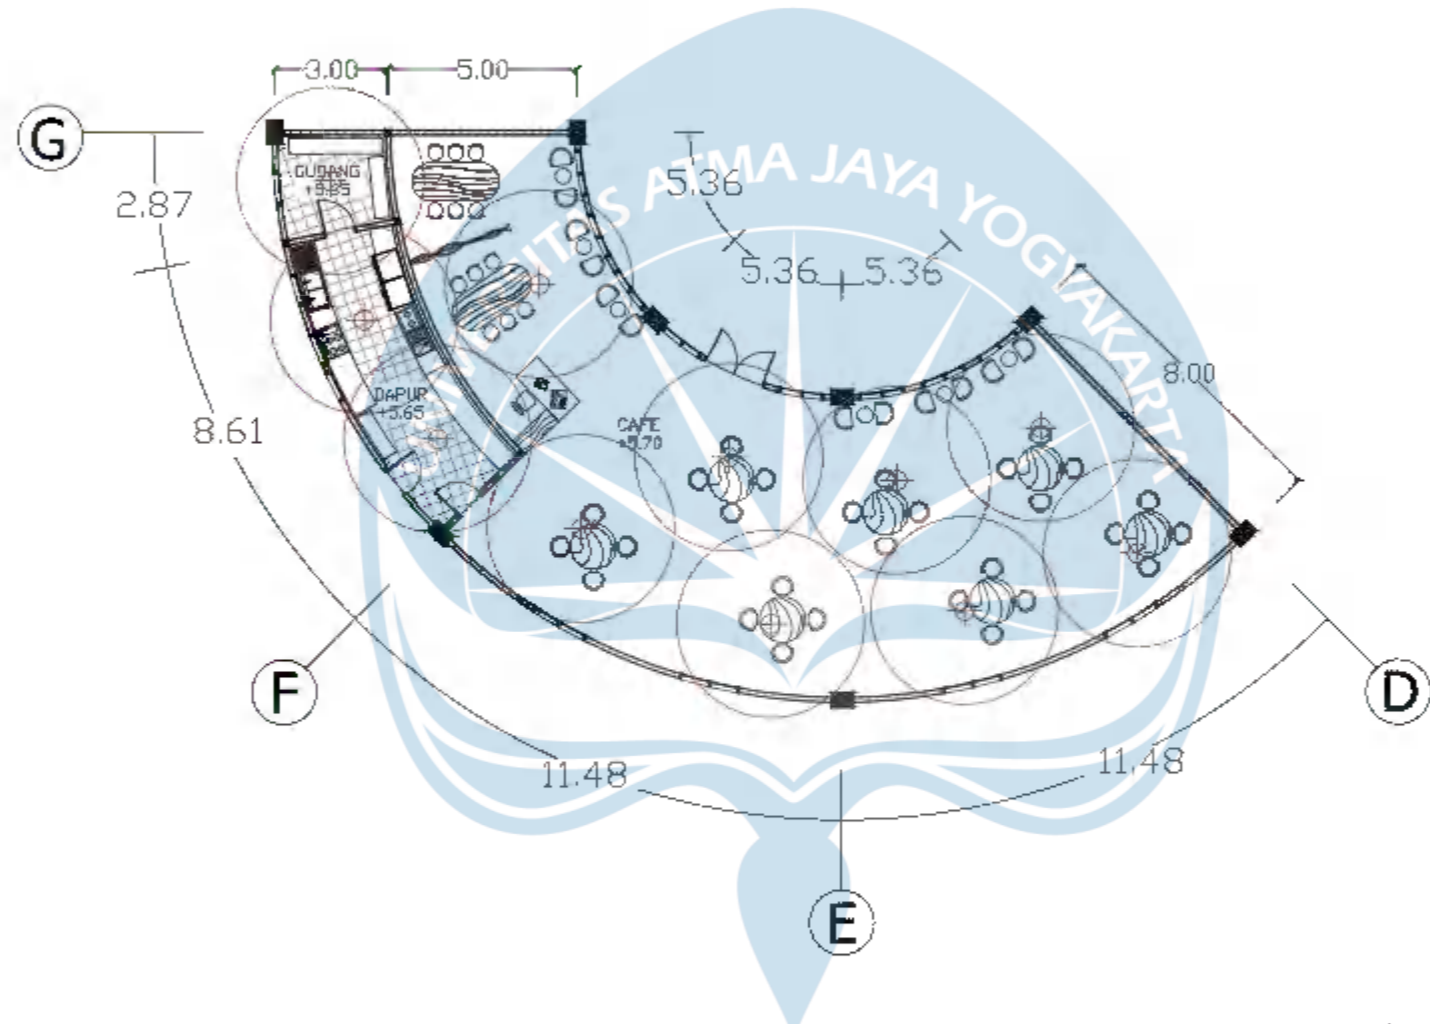 3.00
5.00
G
GUDANG
2.87
5.36
UNIVERSITAS ATMA JAYA YOGYAKARTA
5.36
5.36
8.00
DAPUR
+5.65
CAFE
+5.70
8.61
F
D
11.48
11.48
E